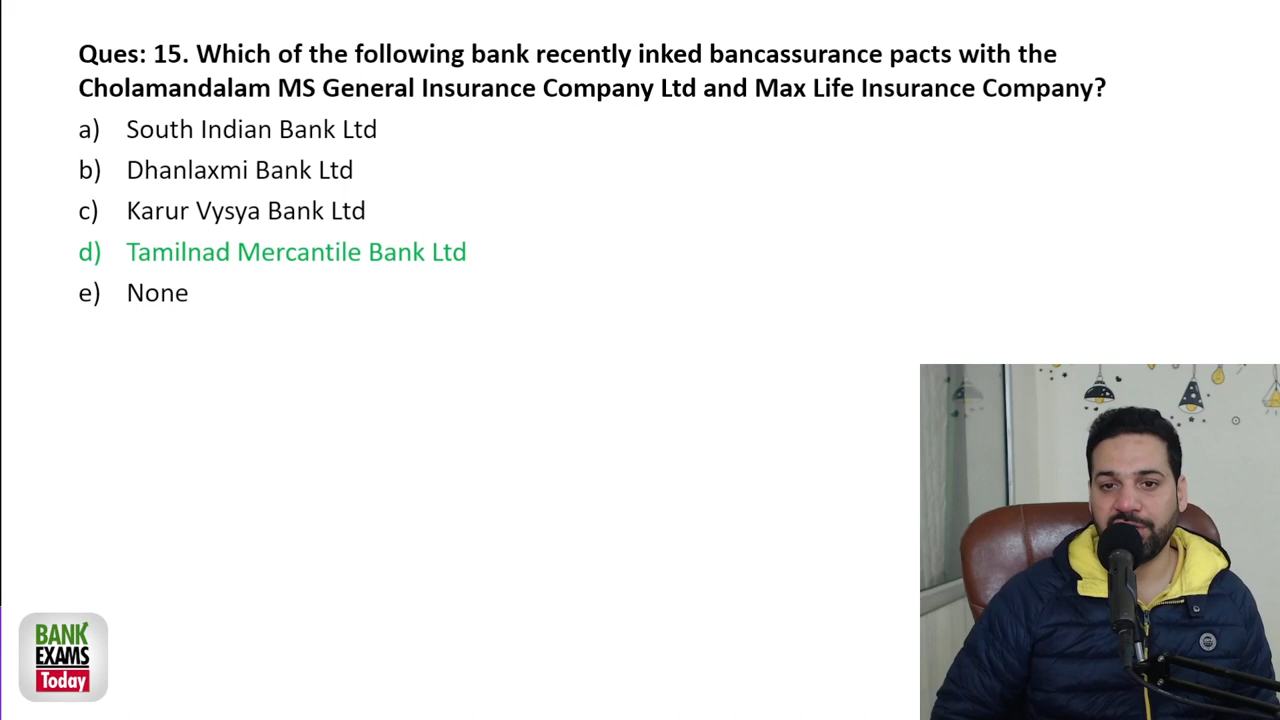 Ques: 15. Which of the following bank recently inked bancassurance pacts with the
Cholamandalam MS General Insurance Company Ltd and Max Life Insurance Company?
a) South Indian Bank Ltd
b) Dhanlaxmi Bank Ltd
c) Karur Vysya Bank Ltd
d) Tamilnad Mercantile Bank Ltd
e) None
BANK
EXAMS
Today